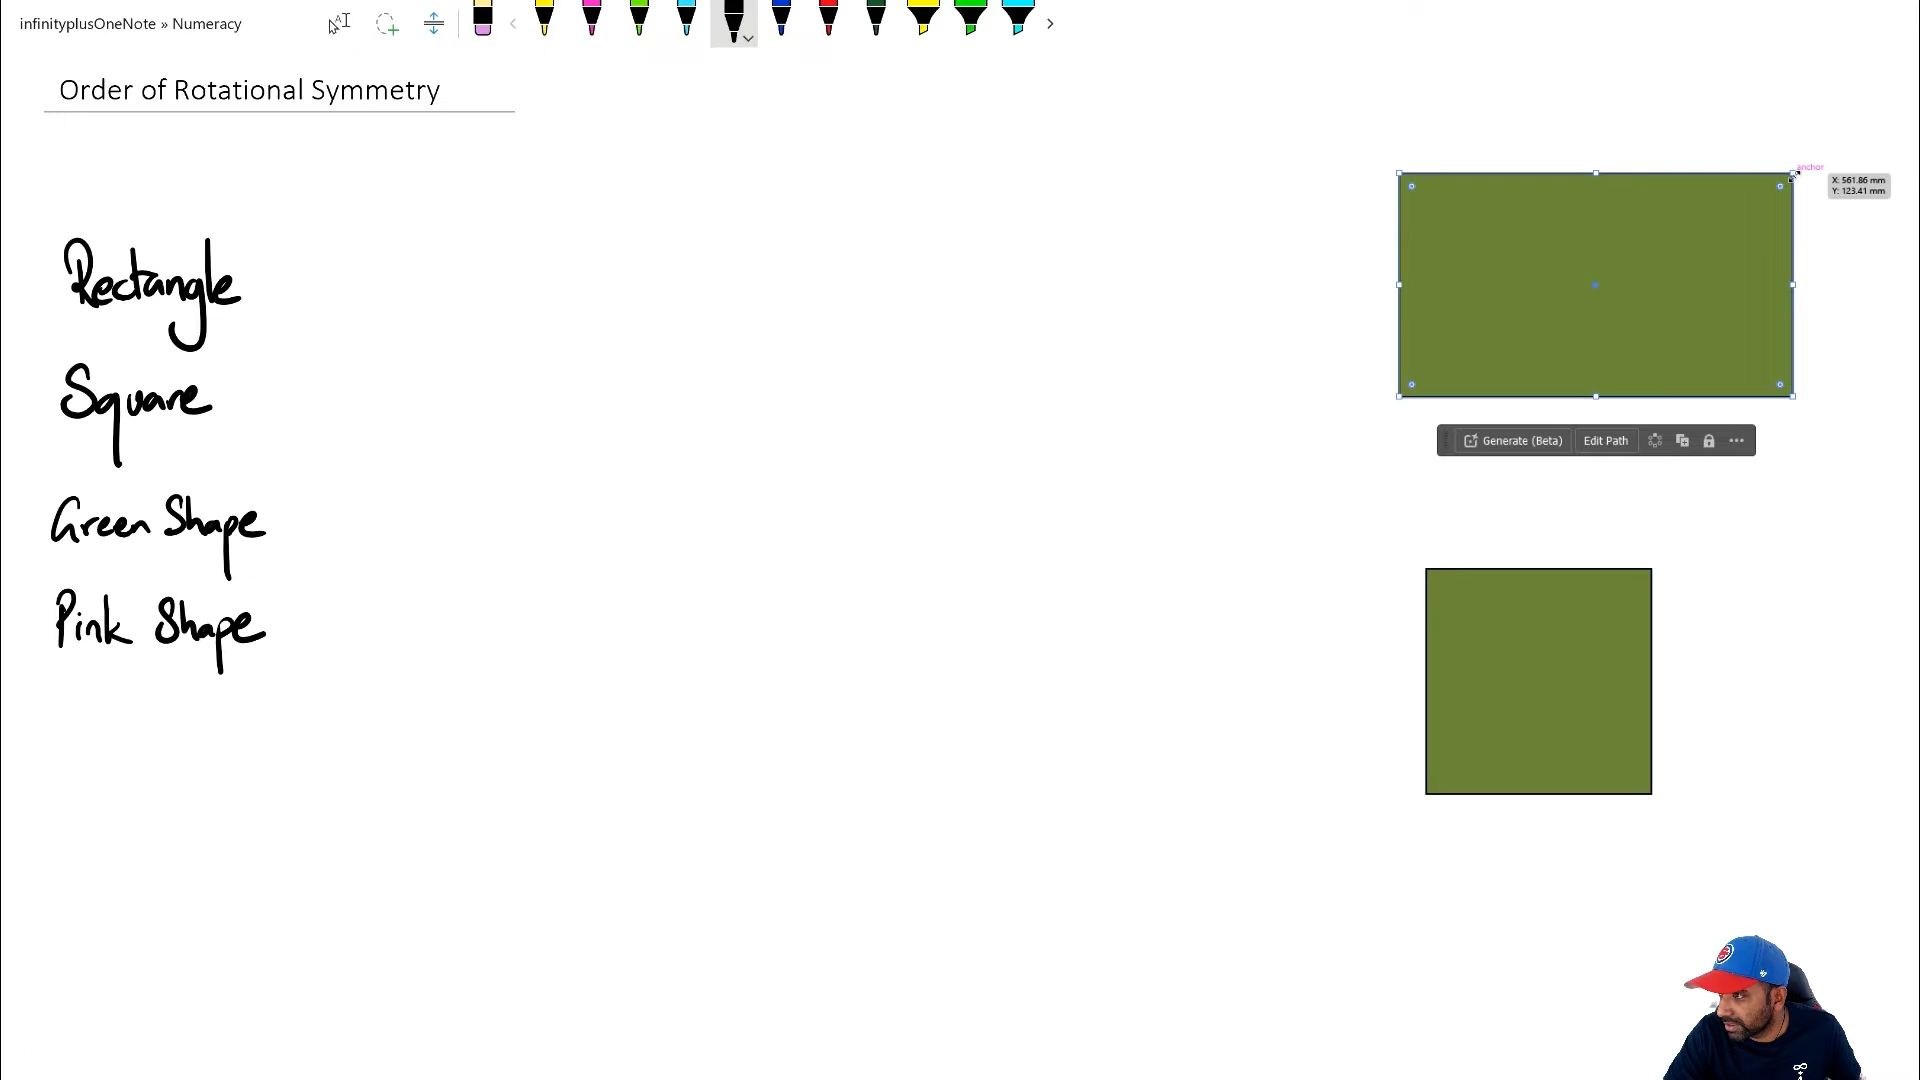 infinityplusOneNote » Numeracy
Order of Rotational Symmetry
anchor
X: 561.86 mm
Y: 123.41 mm
Rectangle
Square
Generate (Beta) Edit Path
Green Shape
Pink Shape